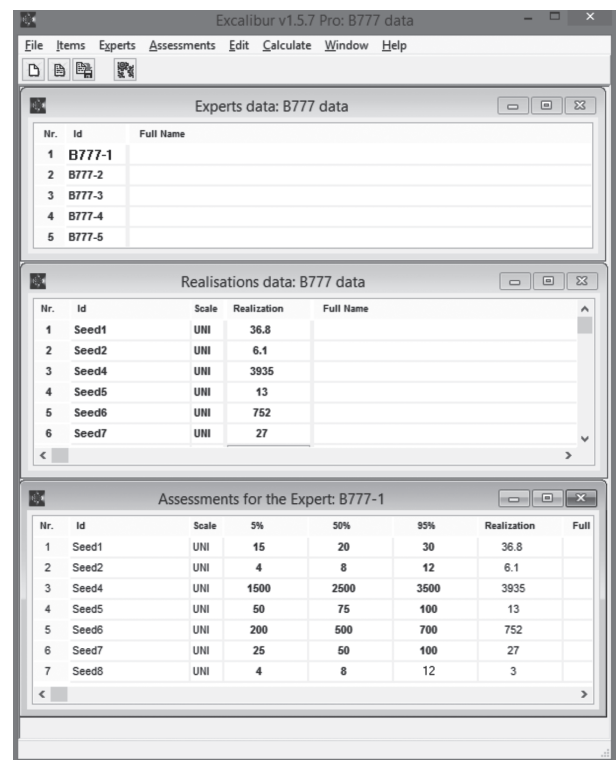 Excalibur v1.5.7 Pro: B777 data
File Items Experts Assessments Edit Calculate Window Help
Experts data: B777 data
Nr. Id Full Name
1 B777-1
2 B777-2
3 B777-3
4 B777-4
5 B777-5
Realisations data: B777 data
Nr. Id Scale Realization Full Name
1 Seed1 UNI 36.8
2 Seed2 UNI 6.1
3 Seed4 UNI 3935
4 Seed5 UNI 13
5 Seed6 UNI 752
6 Seed7 UNI 27
Assessments for the Expert: B777-1
Nr. Id Scale 5% 50% 95% Realization Full
1 Seed1 UNI 15 20 30 36.8
2 Seed2 UNI 4 8 12 6.1
3 Seed4 UNI 1500 2500 3500 3935
4 Seed5 UNI 50 75 100 13
5 Seed6 UNI 200 500 700 752
6 Seed7 UNI 25 50 100 27
7 Seed8 UNI 4 8 12 3